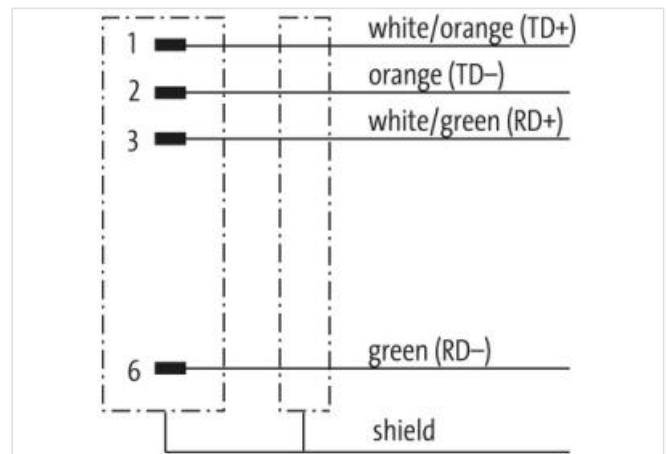 1 white/orange (TD+)
2 orange (TD–)
3 white/green (RD+)
6 green (RD–)
shield